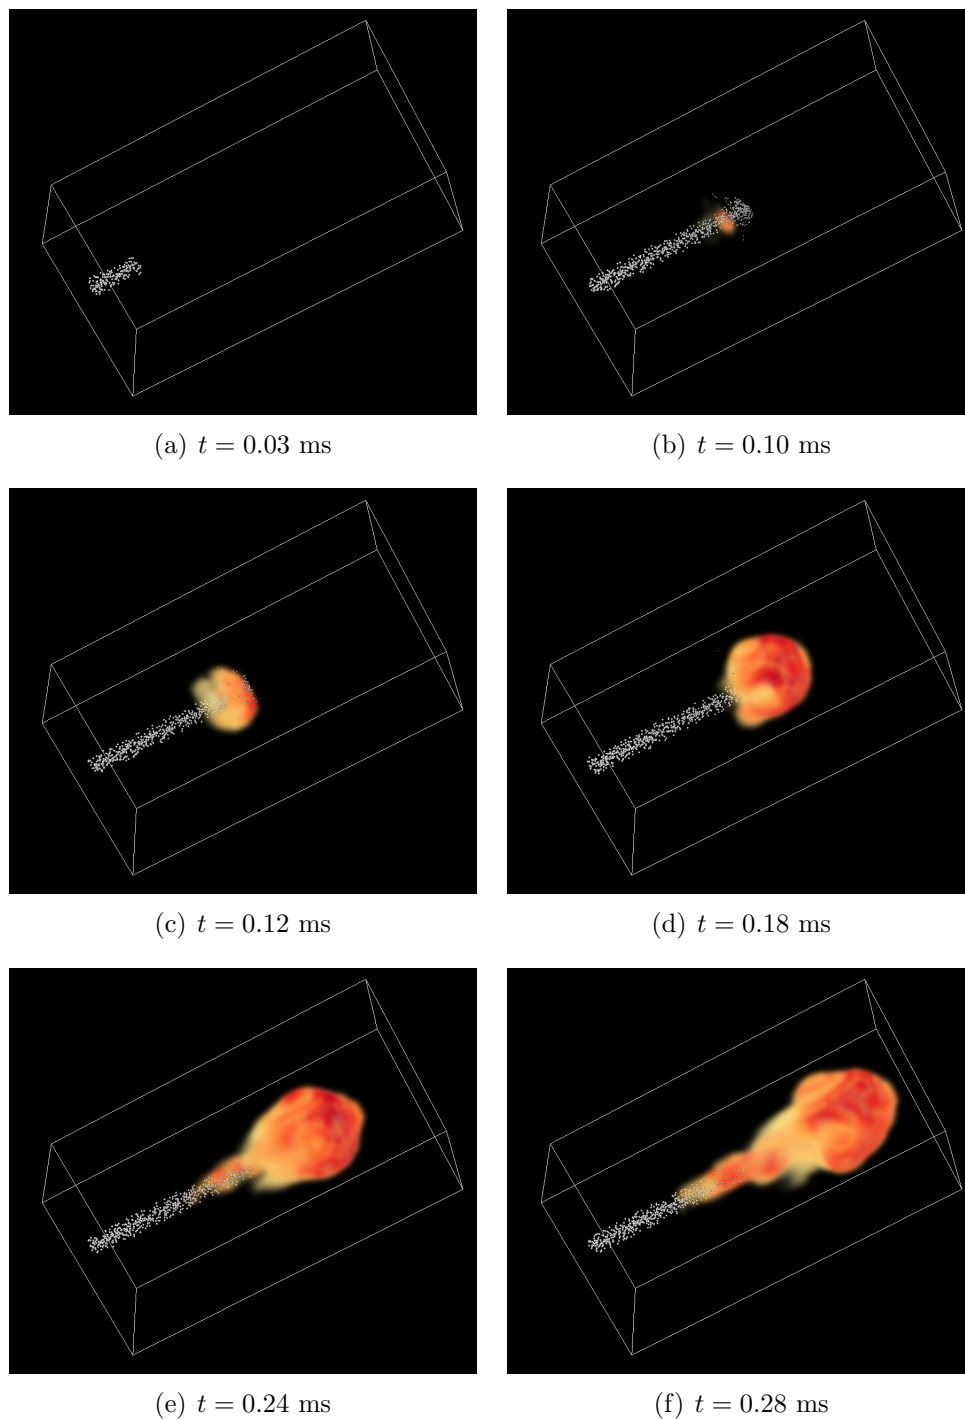 (a) t = 0.03 ms
(b) t = 0.10 ms
(c) t = 0.12 ms
(d) t = 0.18 ms
(e) t = 0.24 ms
(f) t = 0.28 ms